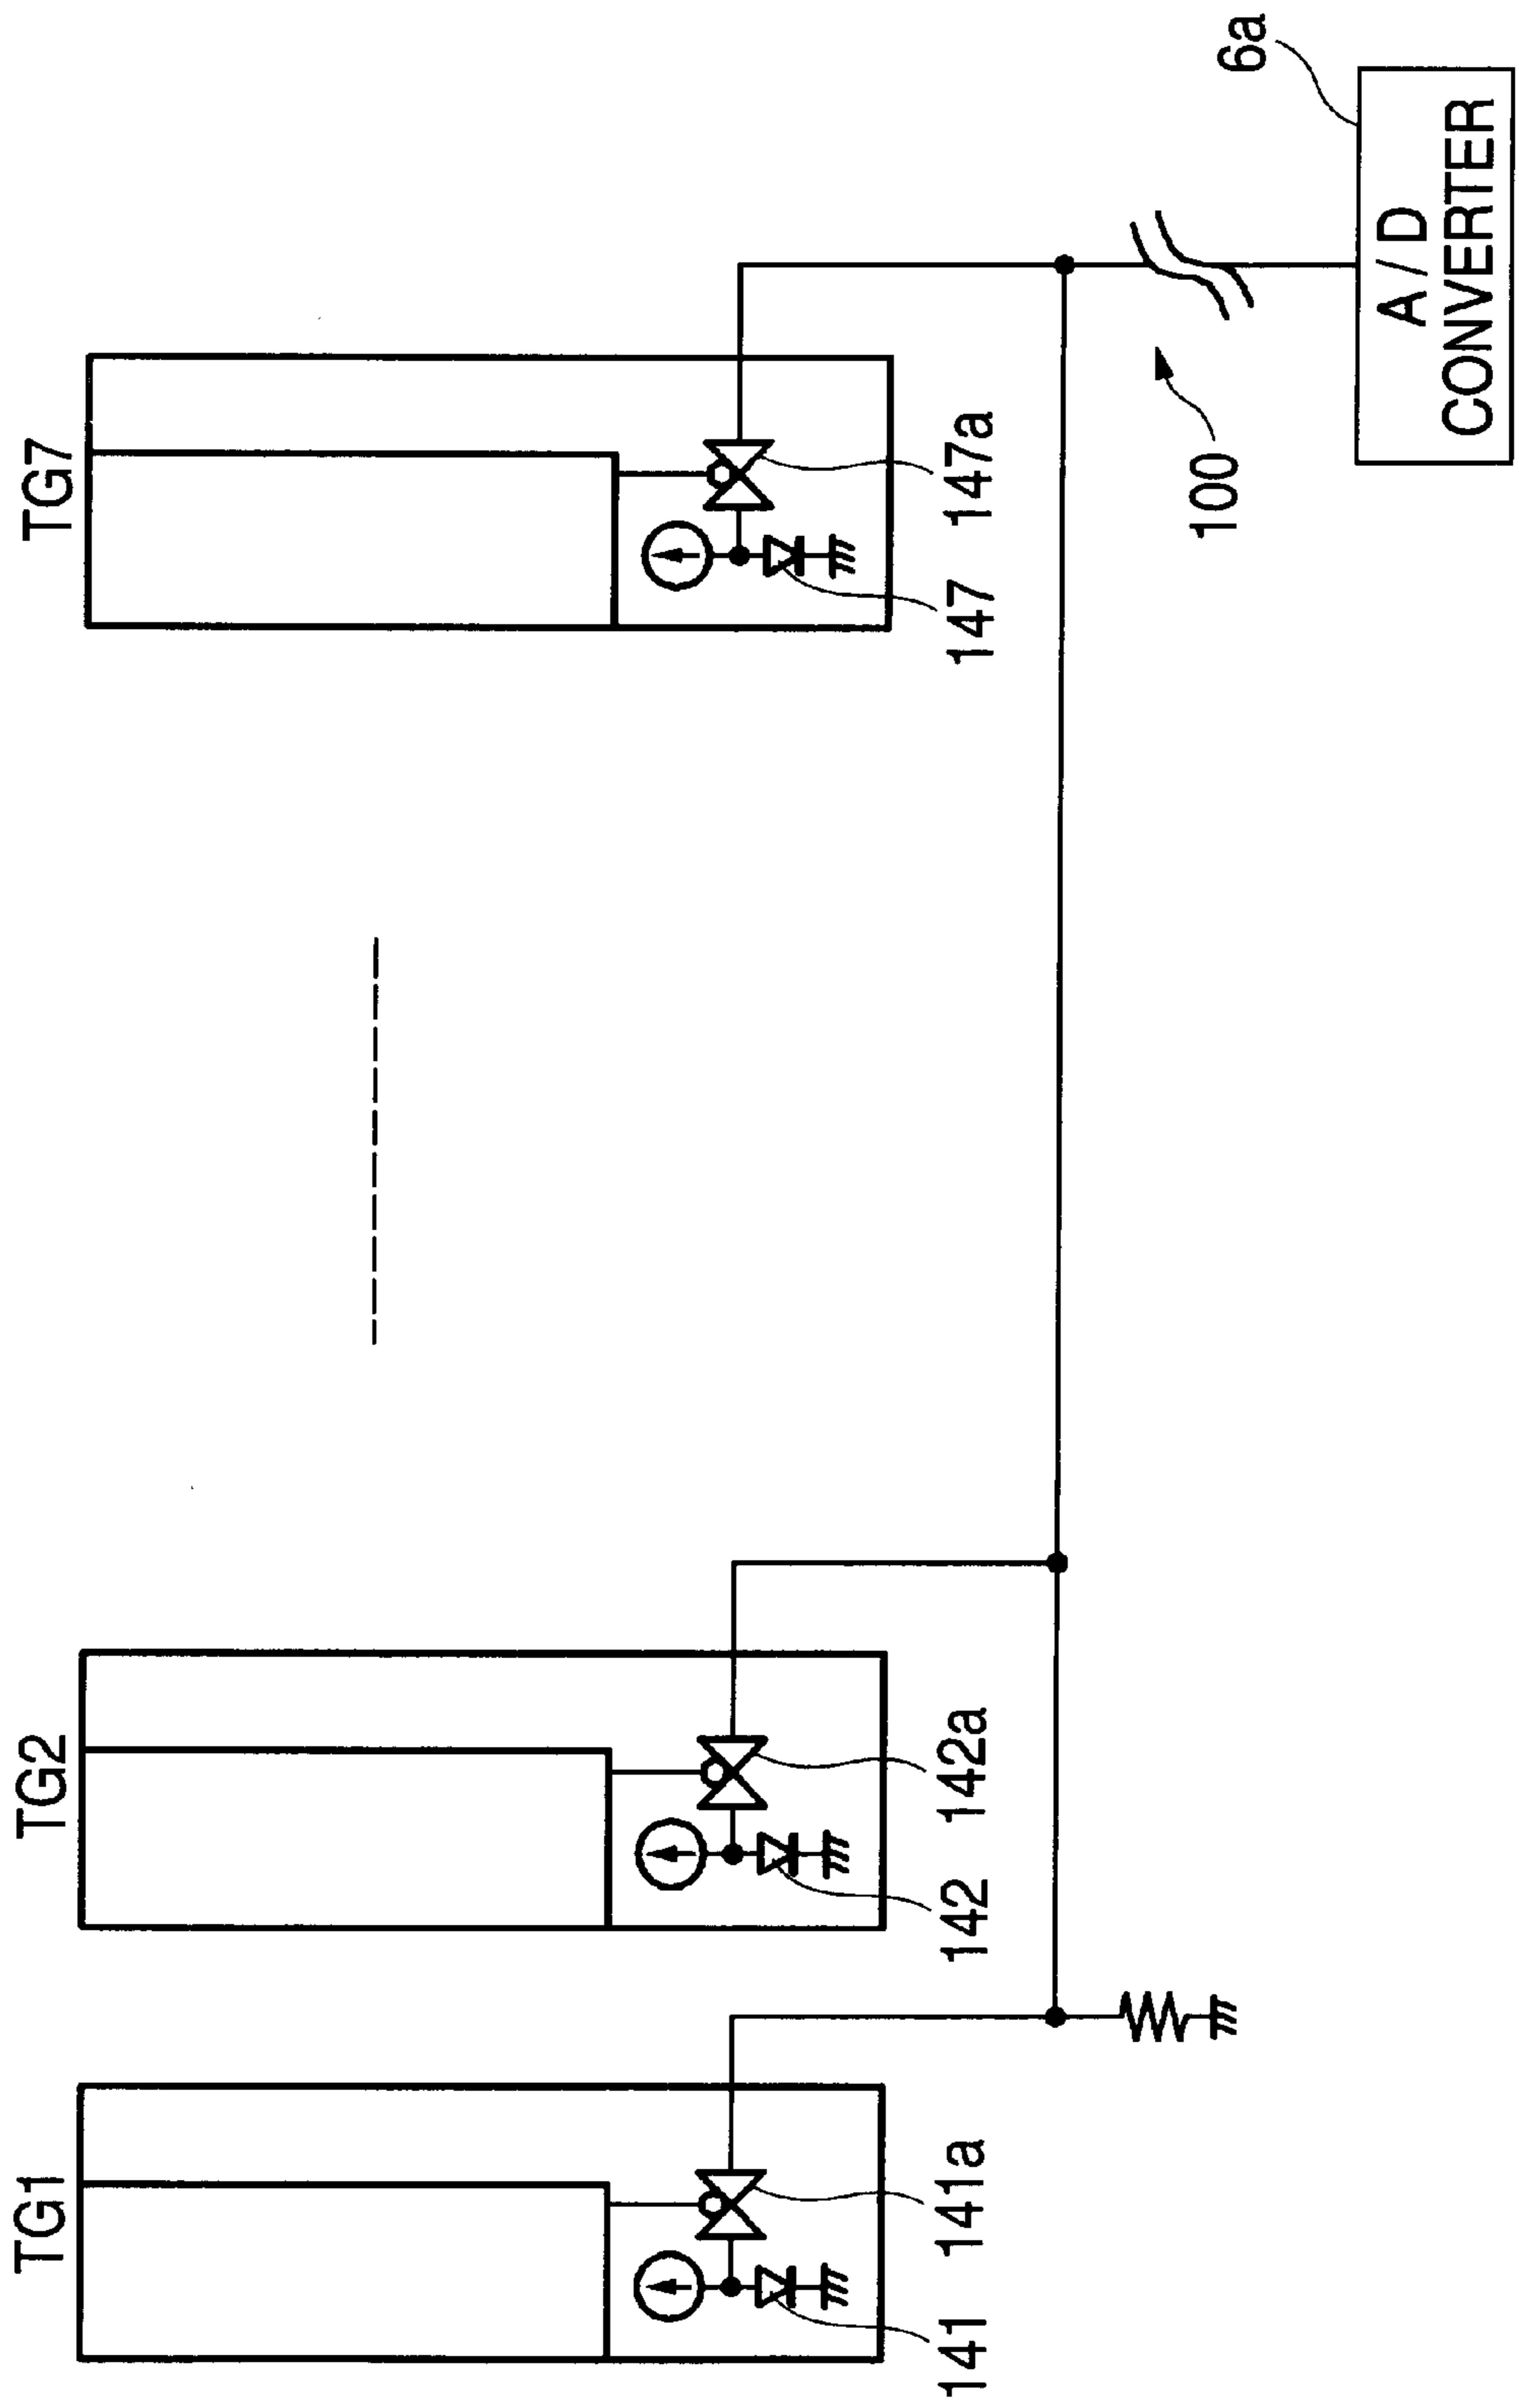 TG1
TG2
TG7
141
141a
142
142a
147
147a
100
6a
A/D
CONVERTER